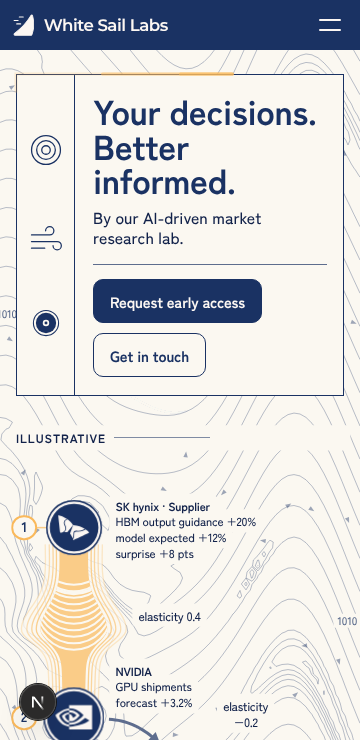 White Sail Labs
Your decisions.
Better
informed.
By our AI-driven market
research lab.
Request early access
Get in touch
1010
ILLUSTRATIVE
1
SK hynix · Supplier
HBM output guidance +20%
model expected +12%
surprise +8 pts
elasticity 0.4
1010
NVIDIA
GPU shipments
forecast +3.2%
elasticity
−0.2
2
N